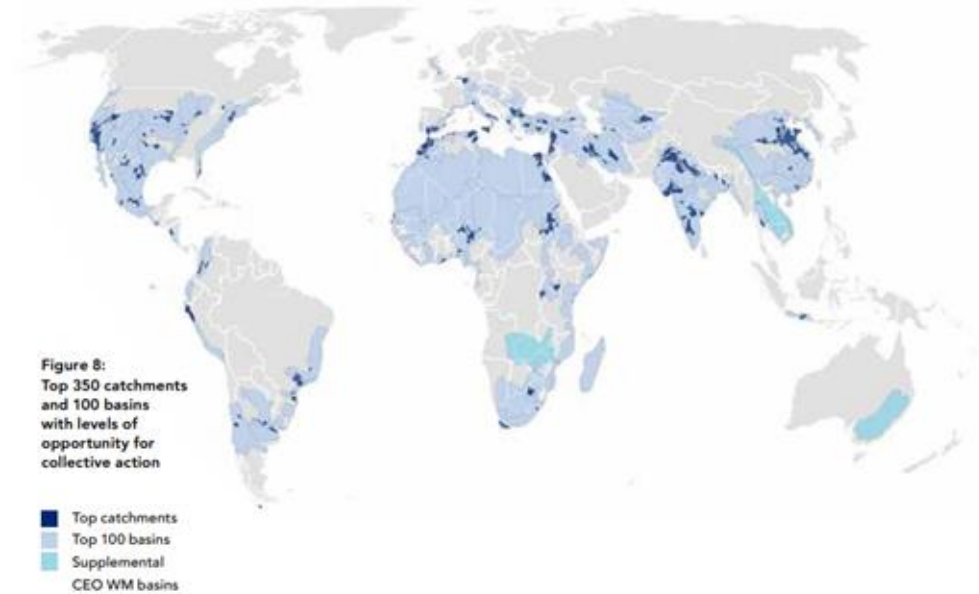 Figure 8:
Top 350 catchments
and 100 basins
with levels of
opportunity for
collective action
Top catchments
Top 100 basins
Supplemental
CEO WM basins